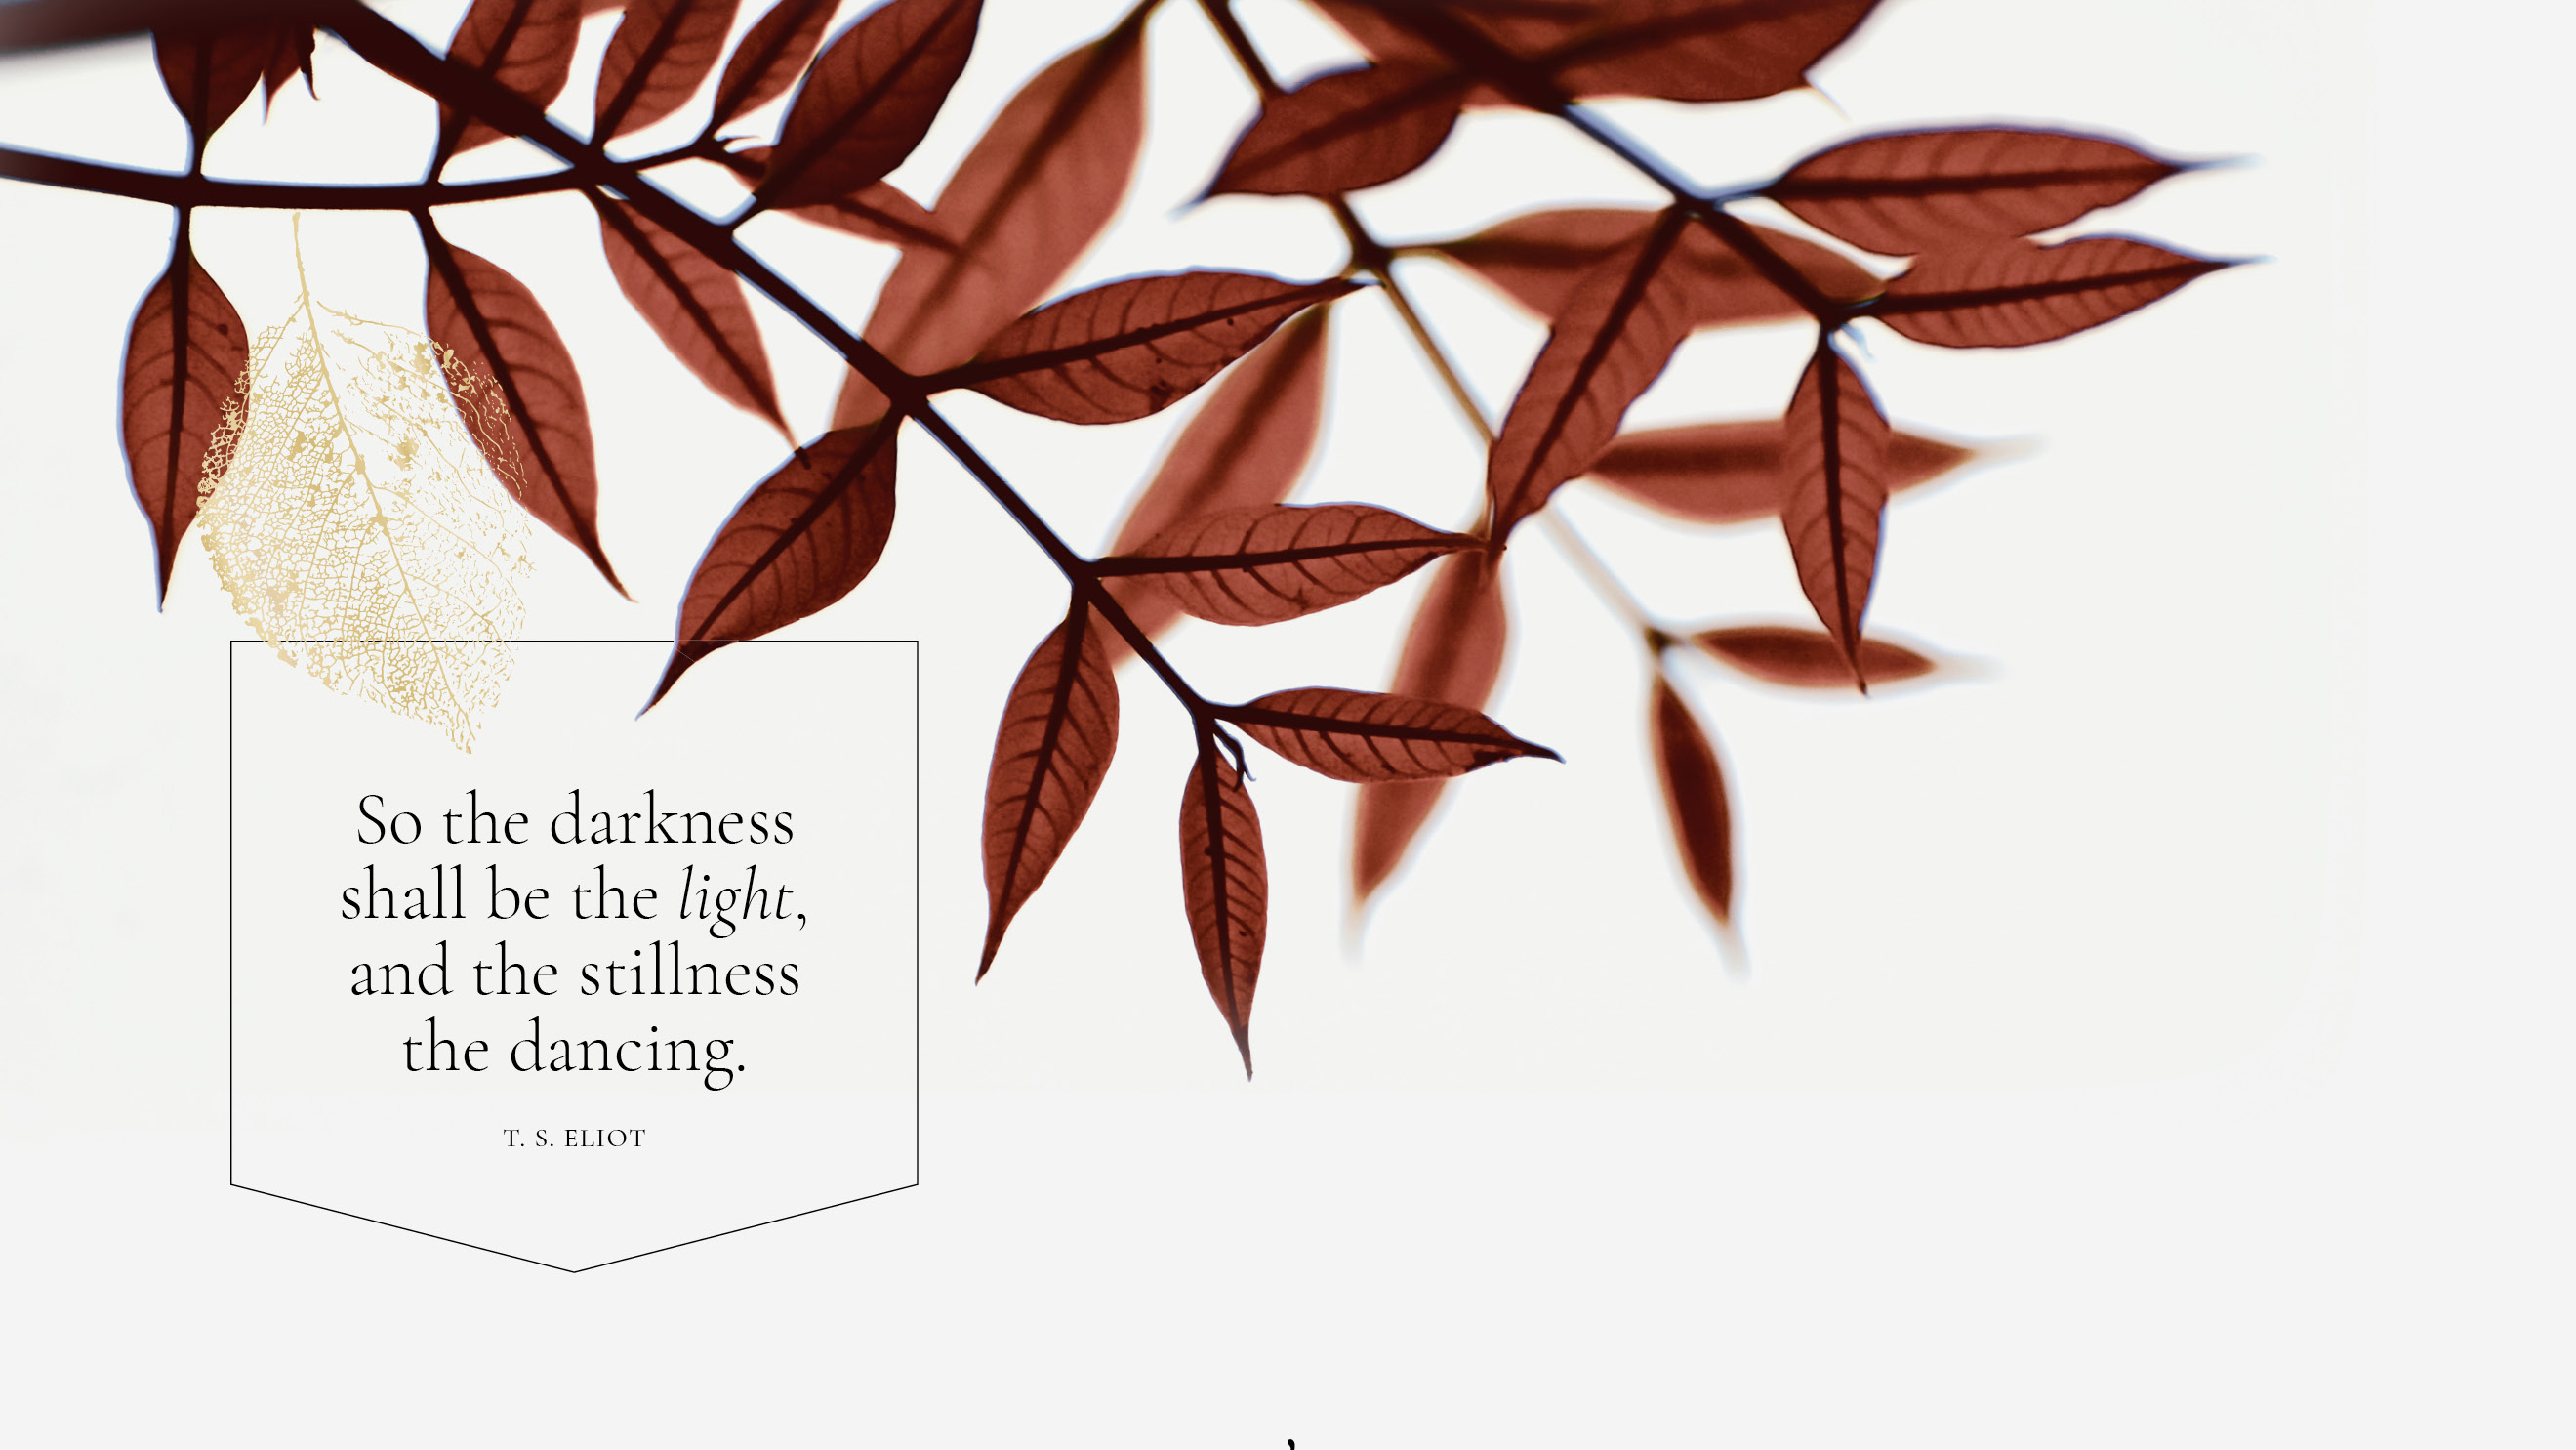 So the darkness
shall be the light,
and the stillness
the dancing.
T. S. ELIOT